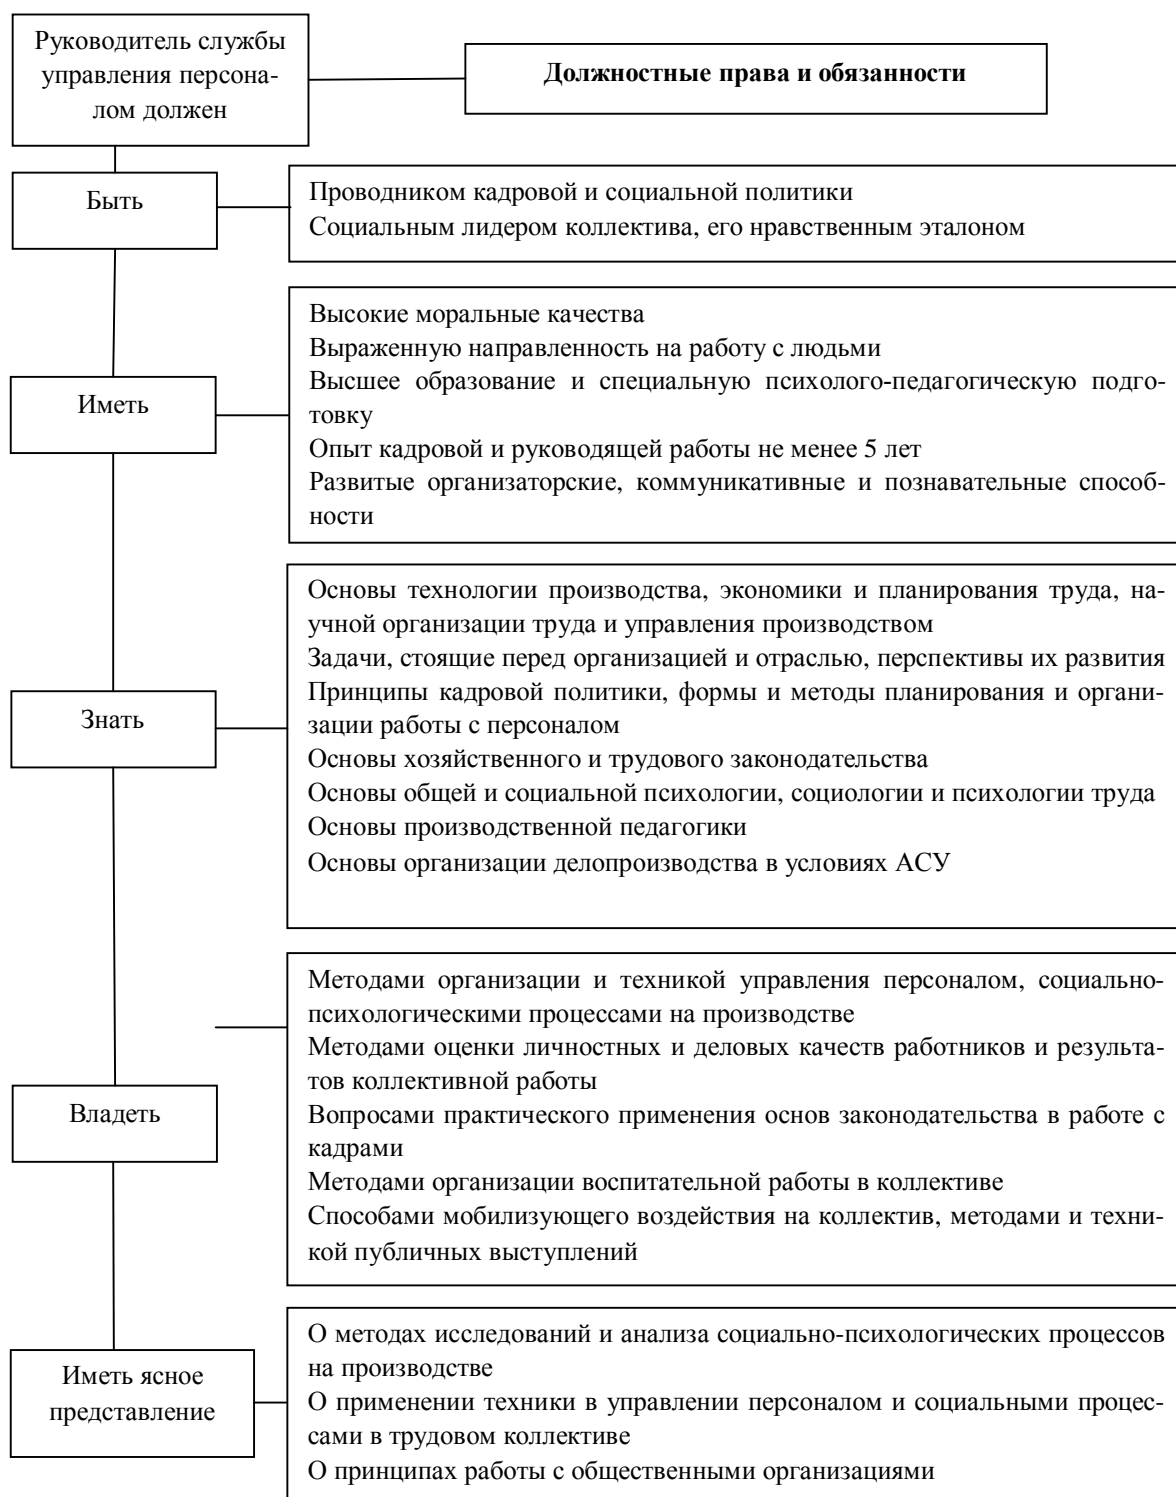 Руководитель службы
управления персона-
лом должен
Должностные права и обязанности
Быть
Проводником кадровой и социальной политики
Социальным лидером коллектива, его нравственным эталоном
Иметь
Высокие моральные качества
Выраженную направленность на работу с людьми
Высшее образование и специальную психолого-педагогическую подго-
товку
Опыт кадровой и руководящей работы не менее 5 лет
Развитые организаторские, коммуникативные и познавательные способ-
ности
Знать
Основы технологии производства, экономики и планирования труда, на-
учной организации труда и управления производством
Задачи, стоящие перед организацией и отраслью, перспективы их развития
Принципы кадровой политики, формы и методы планирования и органи-
зации работы с персоналом
Основы хозяйственного и трудового законодательства
Основы общей и социальной психологии, социологии и психологии труда
Основы производственной педагогики
Основы организации делопроизводства в условиях АСУ
Владеть
Методами организации и техникой управления персоналом, социально-
психологическими процессами на производстве
Методами оценки личностных и деловых качеств работников и результа-
тов коллективной работы
Вопросами практического применения основ законодательства в работе с
кадрами
Методами организации воспитательной работы в коллективе
Способами мобилизующего воздействия на коллектив, методами и техни-
кой публичных выступлений
Иметь ясное
представление
О методах исследований и анализа социально-психологических процессов
на производстве
О применении техники в управлении персоналом и социальными процес-
сами в трудовом коллективе
О принципах работы с общественными организациями